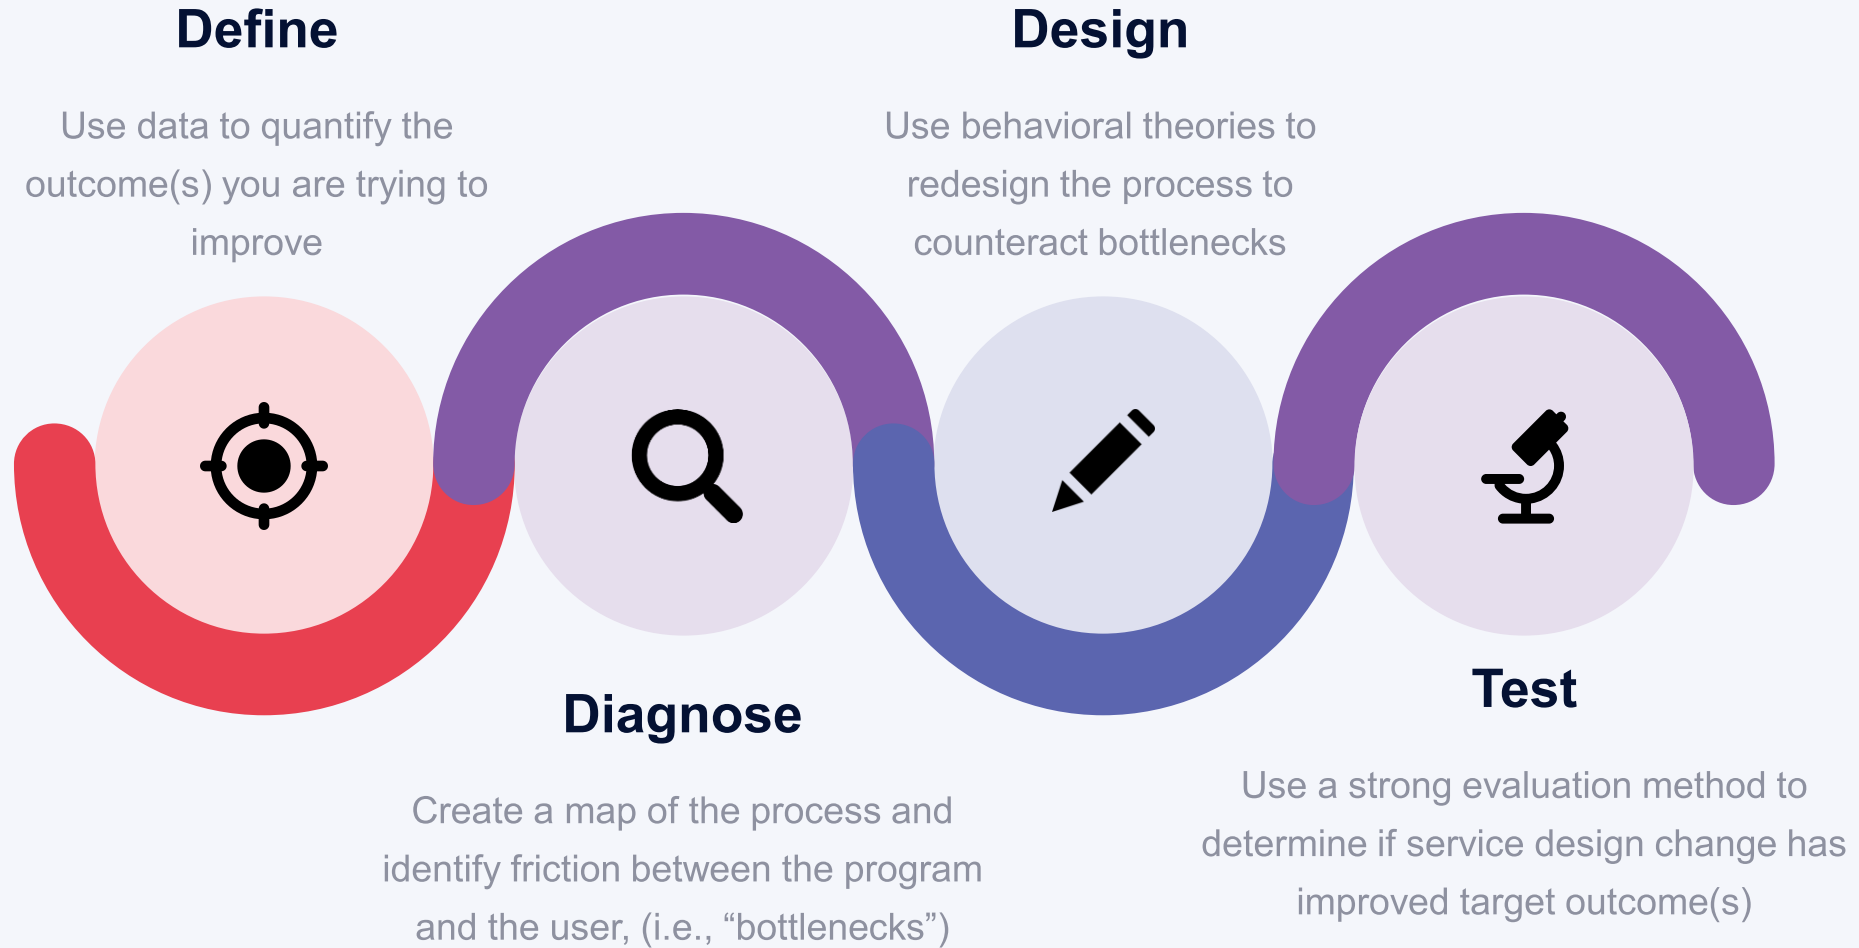 Define
Use data to quantify the
outcome(s) you are trying to
improve
Diagnose
Create a map of the process and
identify friction between the program
and the user, (i.e., “bottlenecks”)
Design
Use behavioral theories to
redesign the process to
counteract bottlenecks
Test
Use a strong evaluation method to
determine if service design change has
improved target outcome(s)